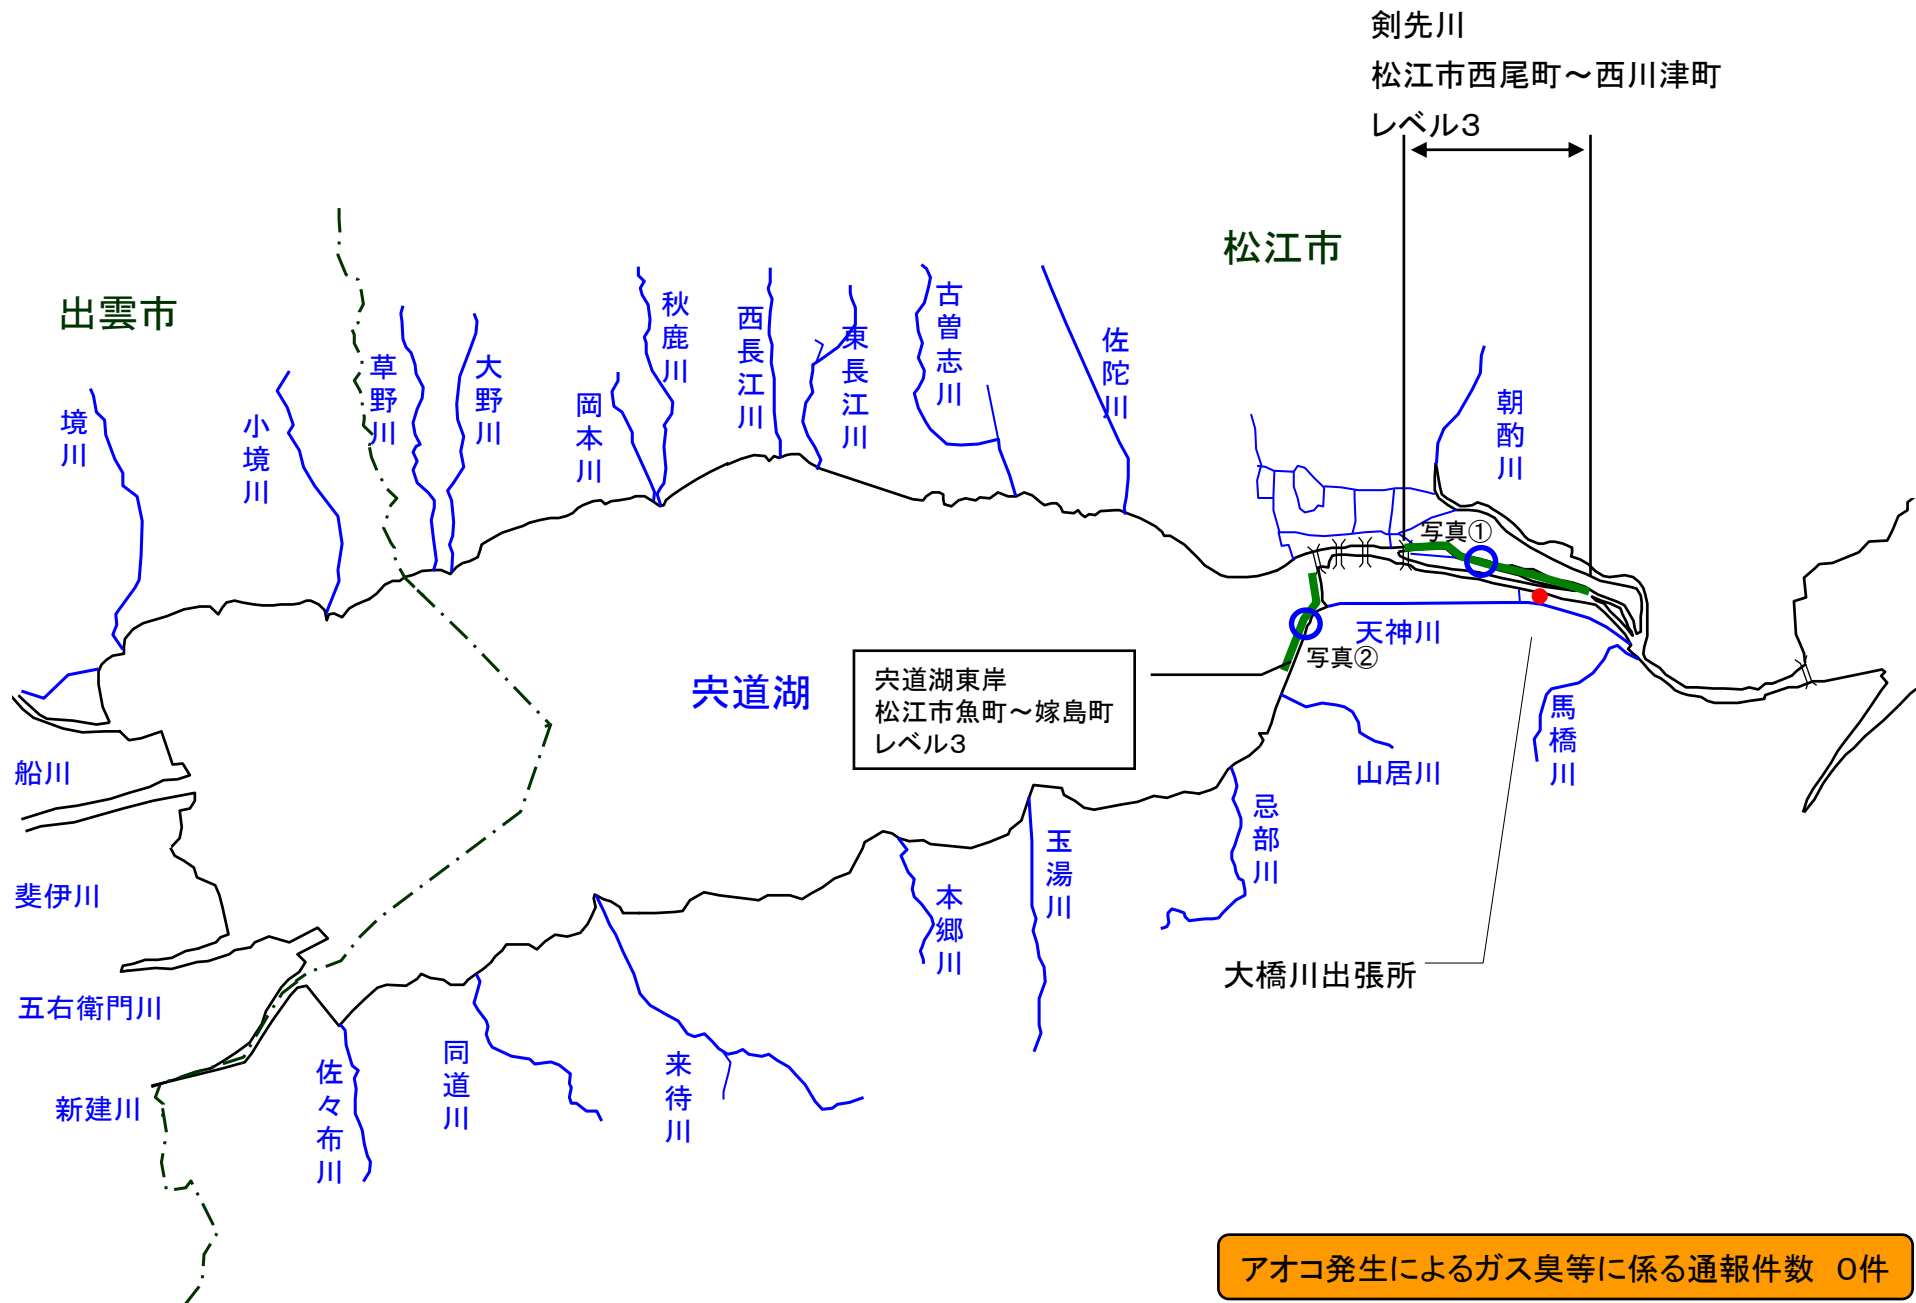 剣先川
松江市西尾町～西川津町
レベル3
松江市
出雲市
境川
小境川
草野川
大野川
岡本川
秋鹿川
西長江川
東長江川
古曽志川
佐陀川
朝酌川
写真①
天神川
写真②
宍道湖
宍道湖東岸
松江市魚町～嫁島町
レベル3
馬橋川
山居川
忌部川
玉湯川
本郷川
船川
斐伊川
五右衛門川
新建川
佐々布川
同道川
来待川
大橋川出張所
アオコ発生によるガス臭等に係る通報件数　0件